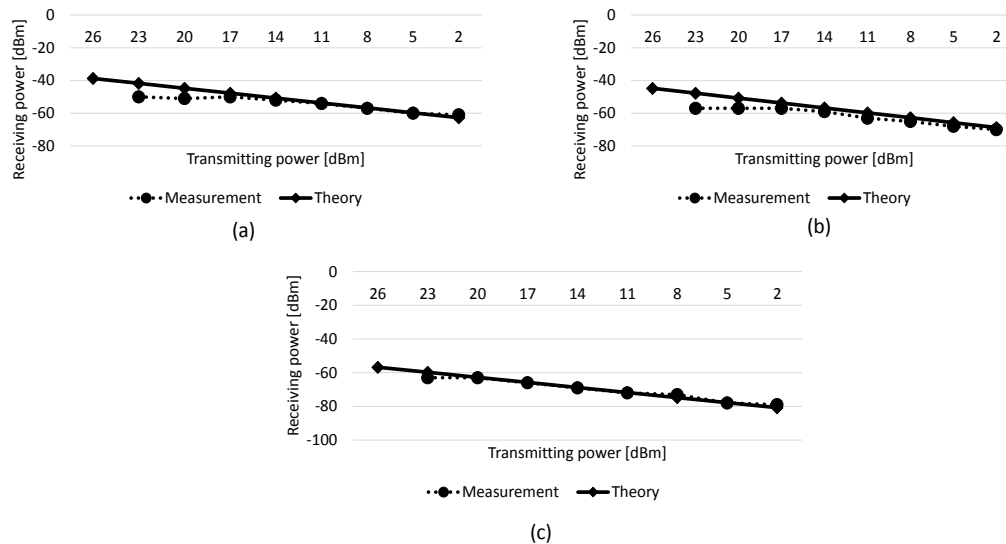 0
-20
-40
-60
-80
26 23 20 17 14 11 8 5 2
Receiving power [dBm]
Transmitting power [dBm]
Measurement Theory
(a)
0
-20
-40
-60
-80
26 23 20 17 14 11 8 5 2
Receiving power [dBm]
Transmitting power [dBm]
Measurement Theory
(b)
0
-20
-40
-60
-80
-100
26 23 20 17 14 11 8 5 2
Receiving power [dBm]
Transmitting power [dBm]
Measurement Theory
(c)